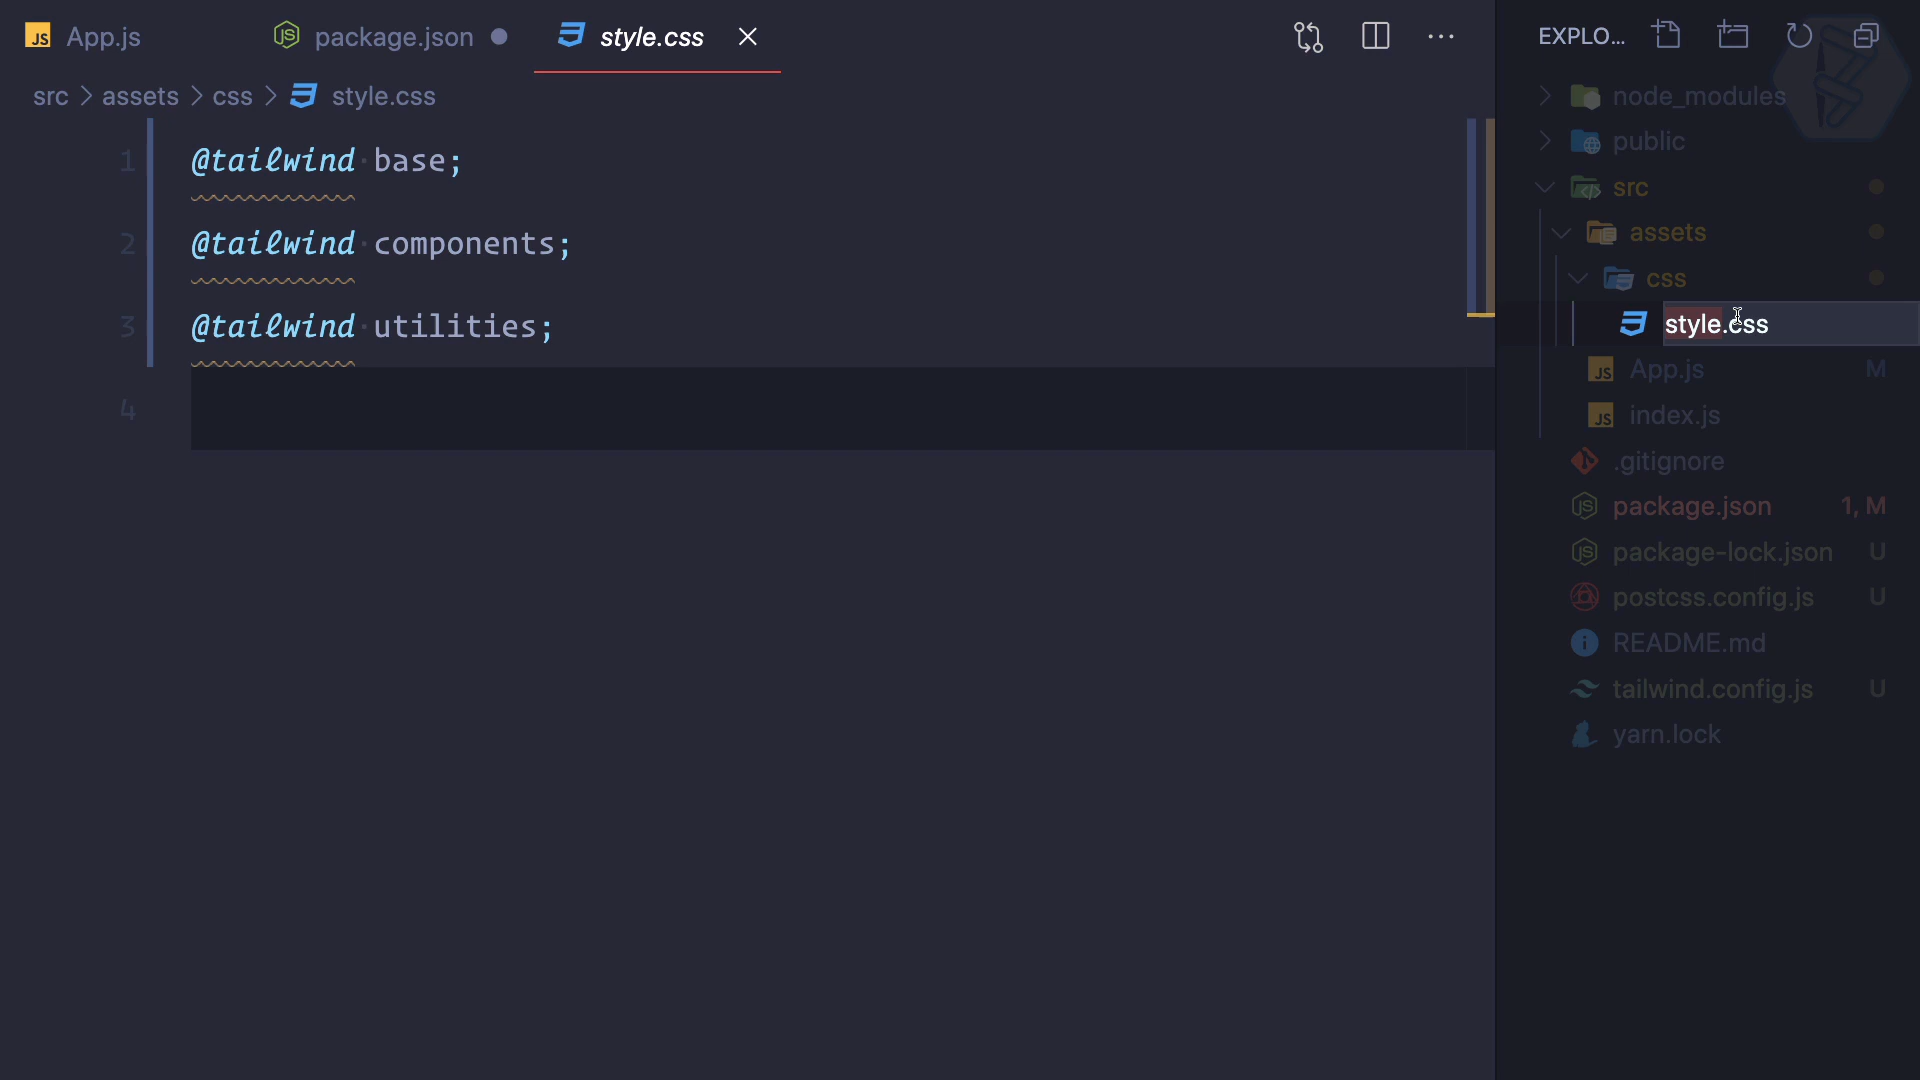 App.js
package.json
style.css
EXPLO...
src > assets > css > style.css
1 @tailwind base;
2 @tailwind components;
3 @tailwind utilities;
4
node_modules
public
src
assets
css
style.css
App.js M
index.js
.gitignore
package.json 1, M
package-lock.json U
postcss.config.js U
README.md
tailwind.config.js U
yarn.lock